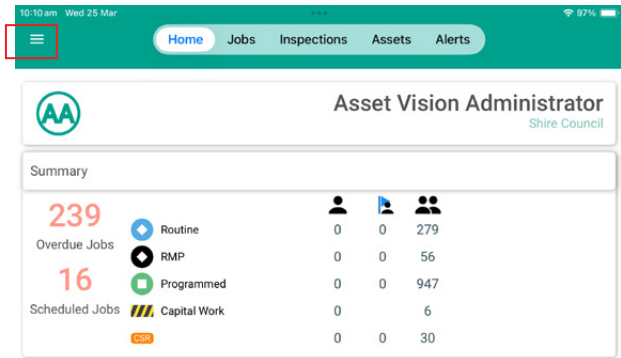 10:10 am Wed 25 Mar
97%
Home Jobs Inspections Assets Alerts
AA
Asset Vision Administrator
Shire Council
Summary
239
Overdue Jobs
16
Scheduled Jobs
Routine 0 0 279
RMP 0 0 56
Programmed 0 0 947
Capital Work 0 6
CSR 0 0 30